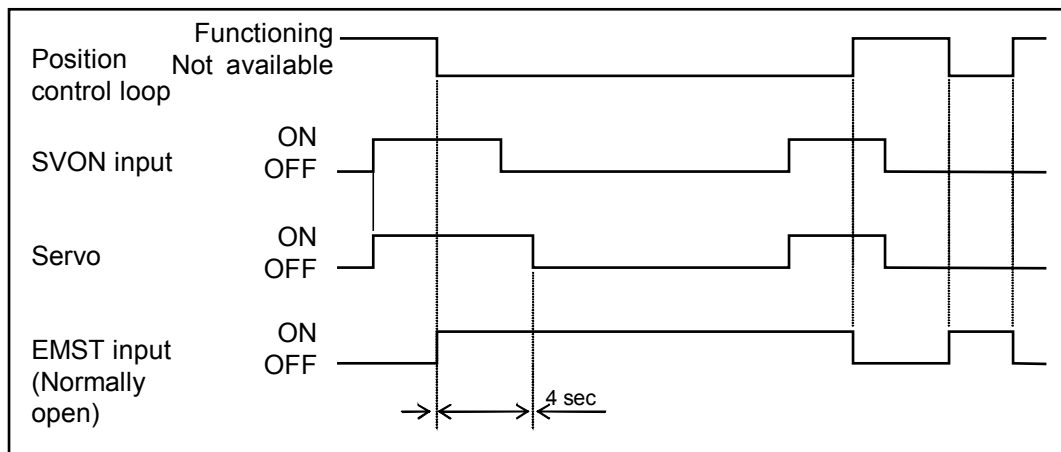 Functioning
Position Not available
control loop
ON
SVON input OFF
ON
Servo OFF
ON
EMST input OFF
(Normally
open)
4 sec